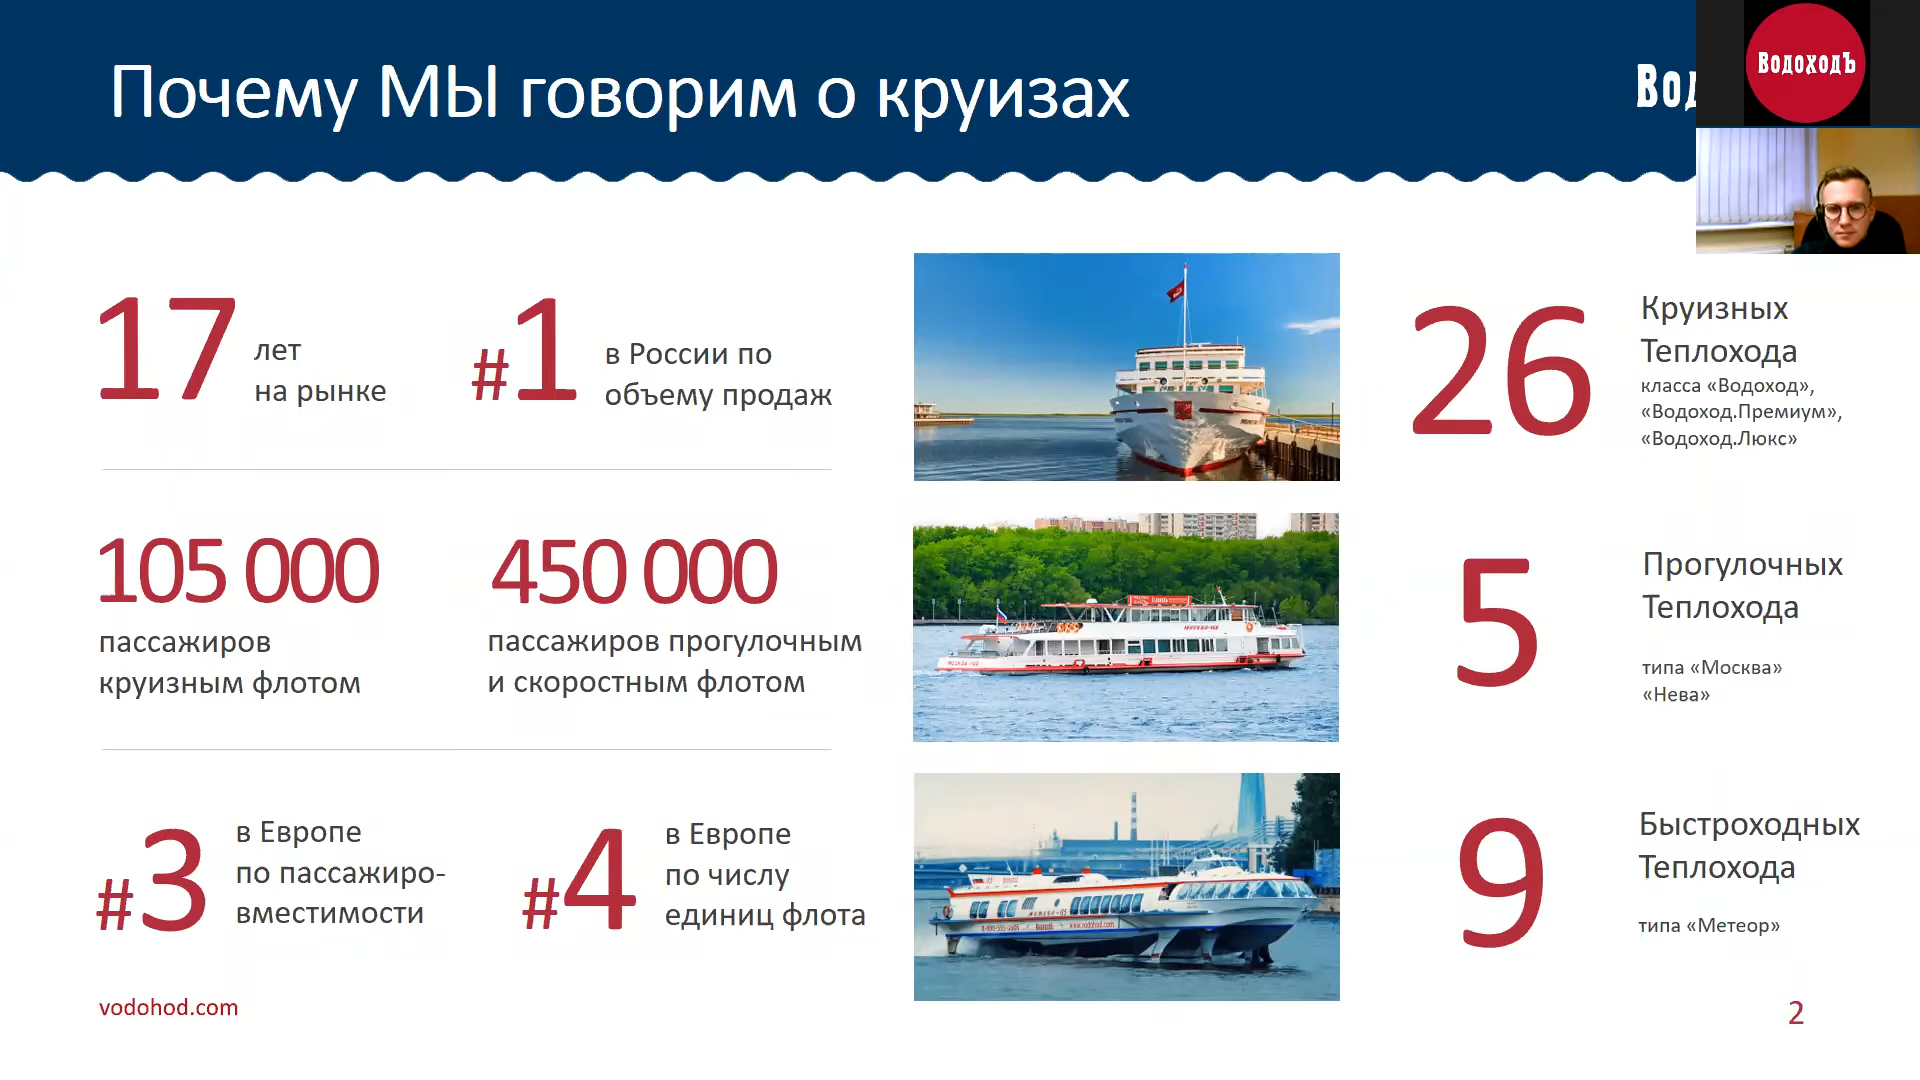 Почему МЫ говорим о круизах
ВодоходЪ
17
лет
на рынке
#1
в России по
объему продаж
26
Круизных
Теплохода
класса «Водоход»,
«Водоход.Премиум»,
«Водоход.Люкс»
105 000
пассажиров
круизным флотом
450 000
пассажиров прогулочным
и скоростным флотом
5
Прогулочных
Теплохода
типа «Москва»
«Нева»
#3
в Европе
по пассажиро-
вместимости
#4
в Европе
по числу
единиц флота
9
Быстроходных
Теплохода
типа «Метеор»
www.vodohod.com
vodohod.com
2